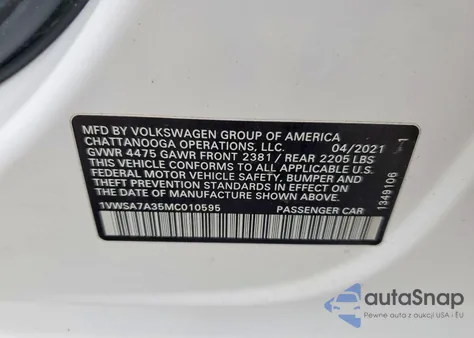 MFD BY VOLKSWAGEN GROUP OF AMERICA
CHATTANOOGA OPERATIONS, LLC. 04/2021
GVWR 4475 GAWR FRONT 2381 / REAR 2205 LBS
THIS VEHICLE CONFORMS TO ALL APPLICABLE U.S.
FEDERAL MOTOR VEHICLE SAFETY, BUMPER AND THEFT
PREVENTION STANDARDS IN EFFECT ON THE
DATE OF MANUFACTURE SHOWN ABOVE.
1VWSA7A35MC010595 PASSENGER CAR
1349106
1
autoSnap
Pewne auta z aukcji USA i EU